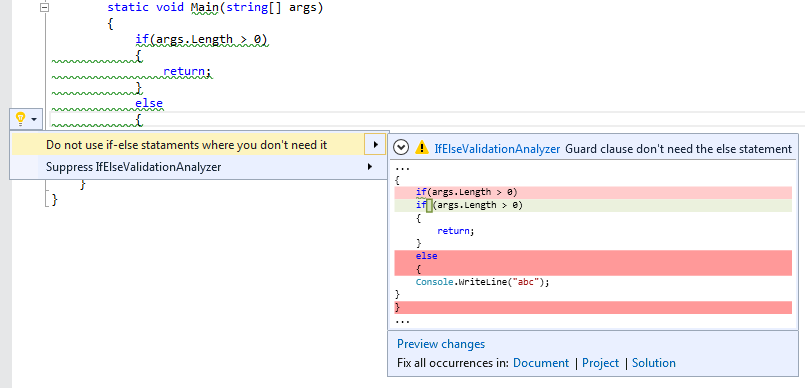 static void Main(string[] args)
{
if(args.Length > 0)
{
return;
}
else
{
Do not use if-else stataments where you don't need it
Suppress IfElseValidationAnalyzer
}
}
IfElseValidationAnalyzer Guard clause don't need the else statement
...
{
if(args.Length > 0)
if (args.Length > 0)
{
return;
}
else
{
Console.WriteLine("abc");
}
}
...
Preview changes
Fix all occurrences in: Document | Project | Solution